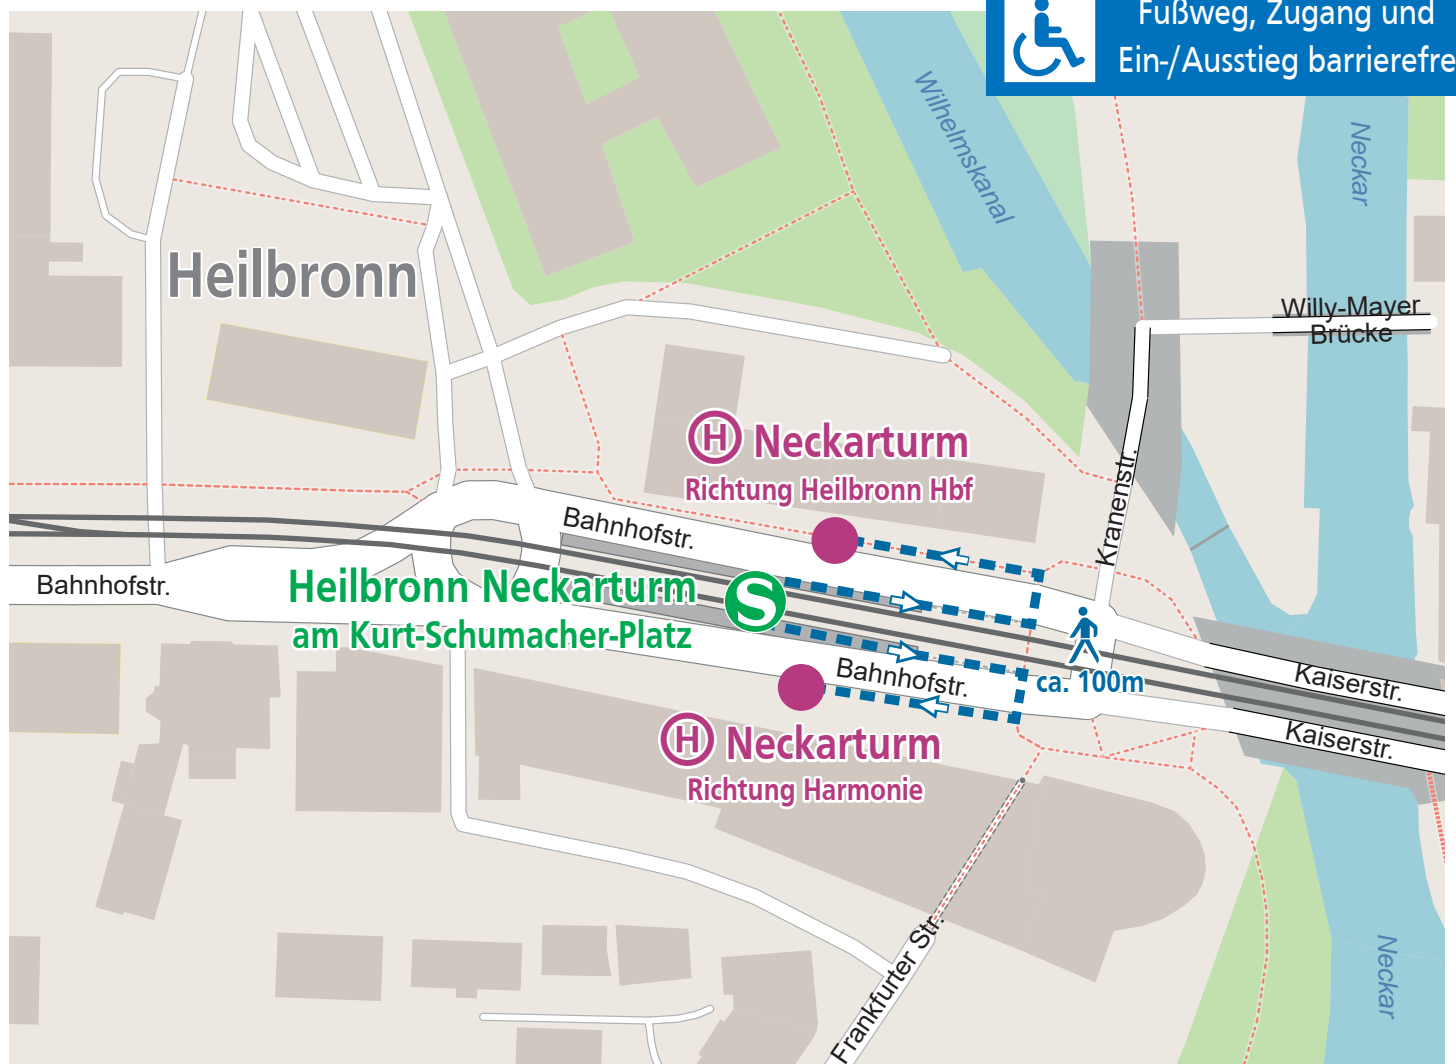 Fußweg, Zugang und
Ein-/Ausstieg barrierefre
Wilhelmskanal
Neckar
Heilbronn
Willy-Mayer
Brücke
H Neckarturm
Richtung Heilbronn Hbf
Kranenstr.
Bahnhofstr.
Bahnhofstr.
Heilbronn Neckarturm
am Kurt-Schumacher-Platz
S
Bahnhofstr.
ca. 100m
Kaiserstr.
Kaiserstr.
H Neckarturm
Richtung Harmonie
Frankfurter Str.
Neckar